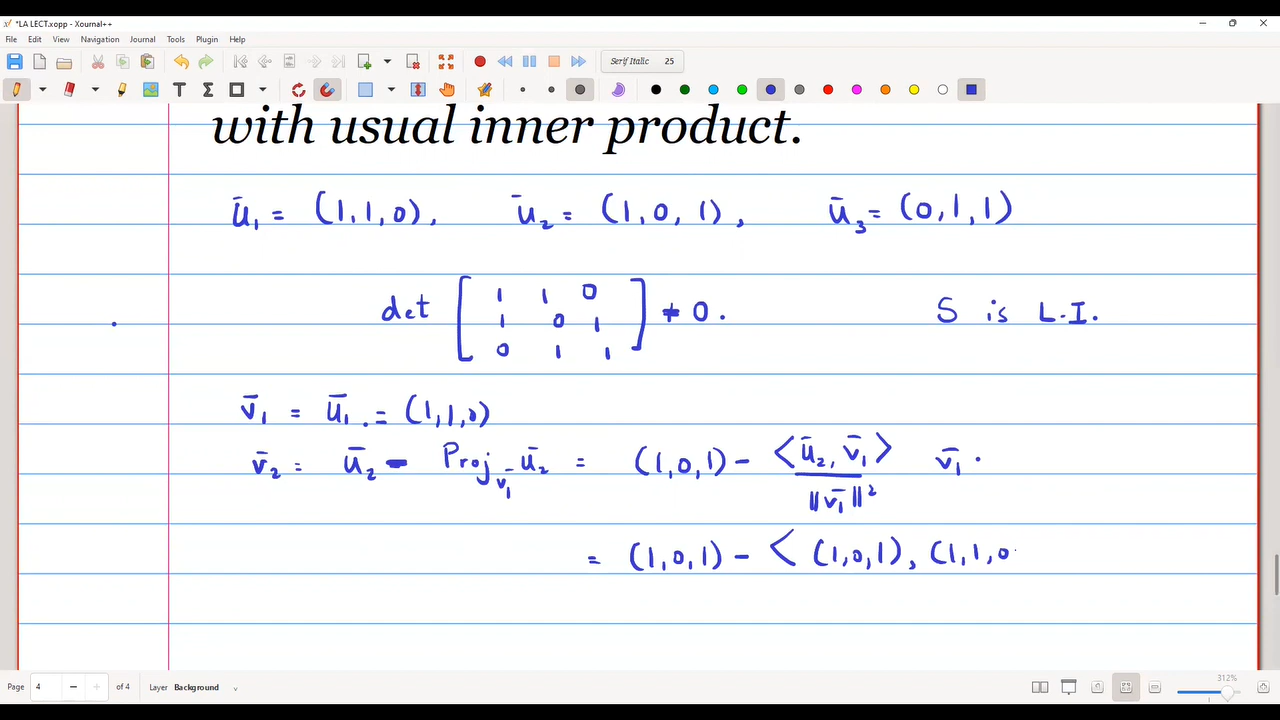 *LA LECT.xopp - Xournal++
File Edit View Navigation Journal Tools Plugin Help
Serif Italic 25
with usual inner product.
ū₁ = (1,1,0), ū₂ = (1,0,1), ū₃ = (0,1,1)
det [ 1 1 0
1 0 1
0 1 1 ] ≠ 0. S is L.I.
v̄₁ = ū₁. = (1,1,0)
v̄₂ = ū₂ - Proj_v̄₁ ū₂ = (1,0,1) - <ū₂, v̄₁> / ||v̄₁||² v̄₁.
= (1,0,1) - < (1,0,1), (1,1,0
Page 4 of 4 Layer Background 312%